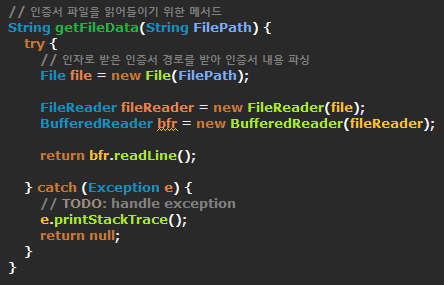 // 인증서 파일을 읽어들이기 위한 메서드
String getFileData(String FilePath) {
try {
// 인자로 받은 인증서 경로를 받아 인증서 내용 파싱
File file = new File(FilePath);
FileReader fileReader = new FileReader(file);
BufferedReader bfr = new BufferedReader(fileReader);
return bfr.readLine();
} catch (Exception e) {
// TODO: handle exception
e.printStackTrace();
return null;
}
}